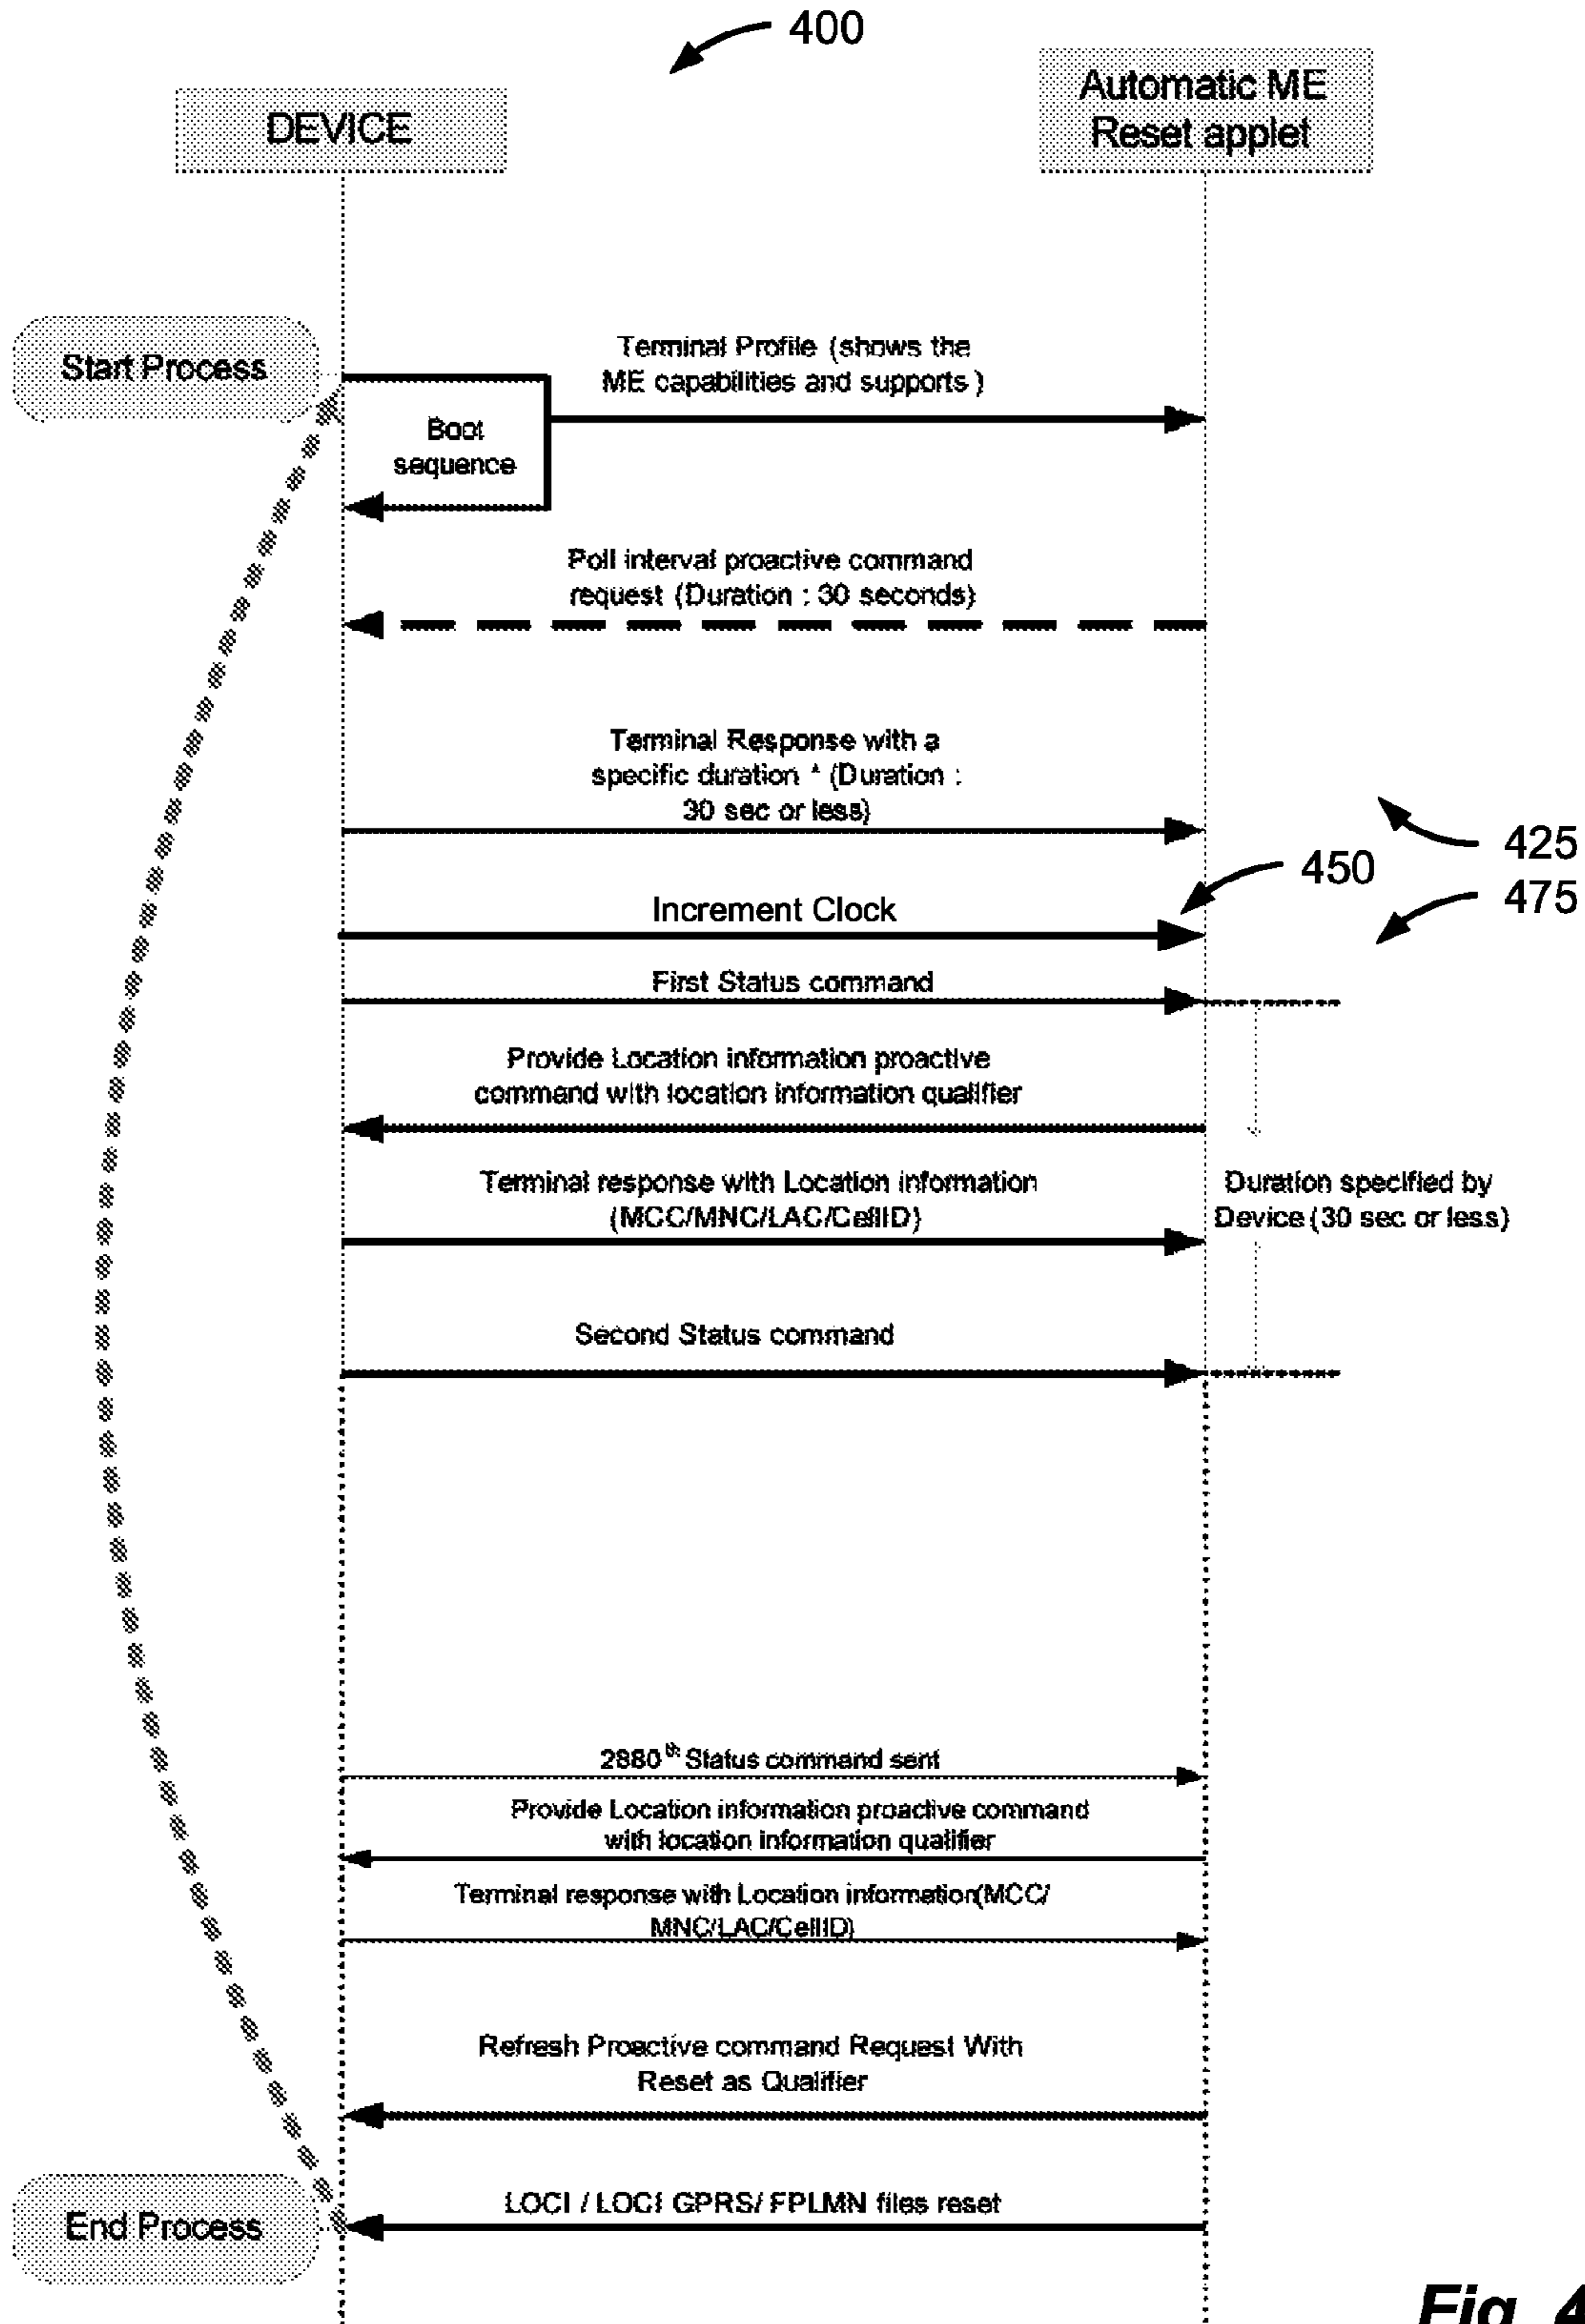 400
DEVICE
Automatic ME
Reset applet
Start Process
Terminal Profile (shows the
ME capabilities and supports)
Boot
sequence
Poll interval proactive command
request (Duration : 30 seconds)
Terminal Response with a
specific duration * (Duration :
30 sec or less)
425
450
475
Increment Clock
First Status command
Provide Location information proactive
command with location information qualifier
Terminal response with Location information
(MCC/MNC/LAC/CellID)
Duration specified by
Device (30 sec or less)
Second Status command
2880th Status command sent
Provide Location information proactive command
with location information qualifier
Terminal response with Location information(MCC/
MNC/LAC/CellID)
Refresh Proactive command Request With
Reset as Qualifier
LOCI / LOCI GPRS/ FPLMN files reset
End Process
Fig. 4